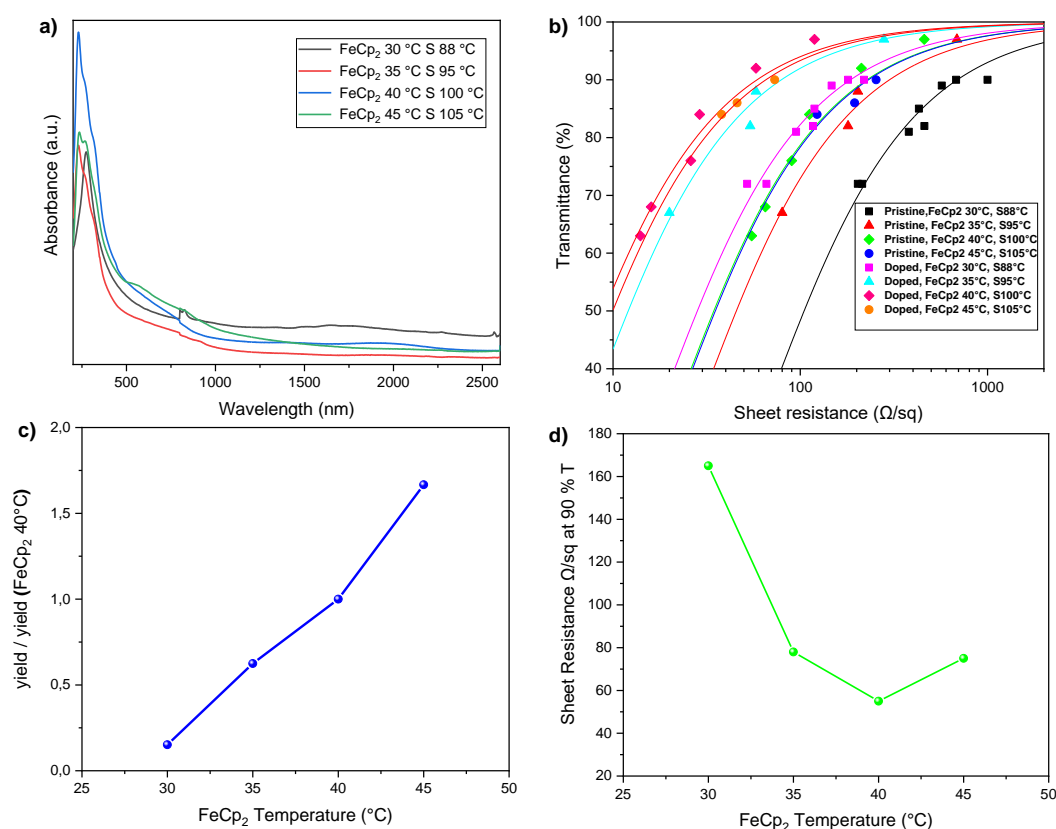 a)
FeCp2 30 °C S 88 °C
FeCp2 35 °C S 95 °C
FeCp2 40 °C S 100 °C
FeCp2 45 °C S 105 °C
Absorbance (a.u.)
500 1000 1500 2000 2500
Wavelength (nm)
b)
100
90
80
70
60
50
40
Transmittance (%)
Pristine,FeCp2 30°C, S88°C
Pristine, FeCp2 35°C, S95°C
Pristine, FeCp2 40°C, S100°C
Pristine, FeCp2 45°C, S105°C
Doped, FeCp2 30°C, S88°C
Doped, FeCp2 35°C, S95°C
Doped, FeCp2 40°C, S100°C
Doped, FeCp2 45°C, S105°C
10 100 1000
Sheet resistance (Ω/sq)
c)
2,0
1,5
1,0
0,5
0,0
yield / yield (FeCp2 40°C)
25 30 35 40 45 50
FeCp2 Temperature (°C)
d)
180
160
140
120
100
80
60
40
20
Sheet Resistance Ω/sq at 90 % T
25 30 35 40 45 50
FeCp2 Temperature (°C)